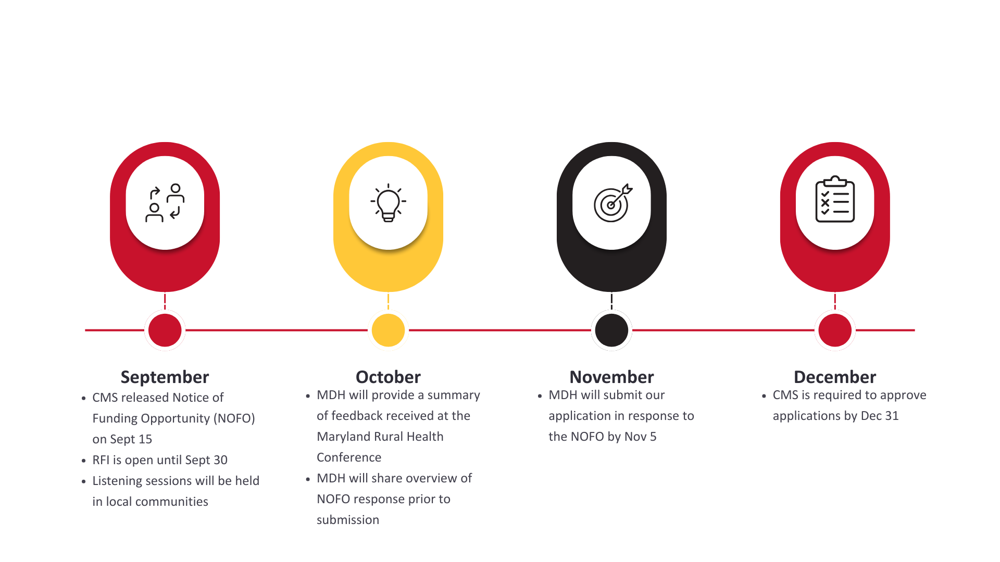 September
• CMS released Notice of
Funding Opportunity (NOFO)
on Sept 15
• RFI is open until Sept 30
• Listening sessions will be held
in local communities
October
• MDH will provide a summary
of feedback received at the
Maryland Rural Health
Conference
• MDH will share overview of
NOFO response prior to
submission
November
• MDH will submit our
application in response to
the NOFO by Nov 5
December
• CMS is required to approve
applications by Dec 31